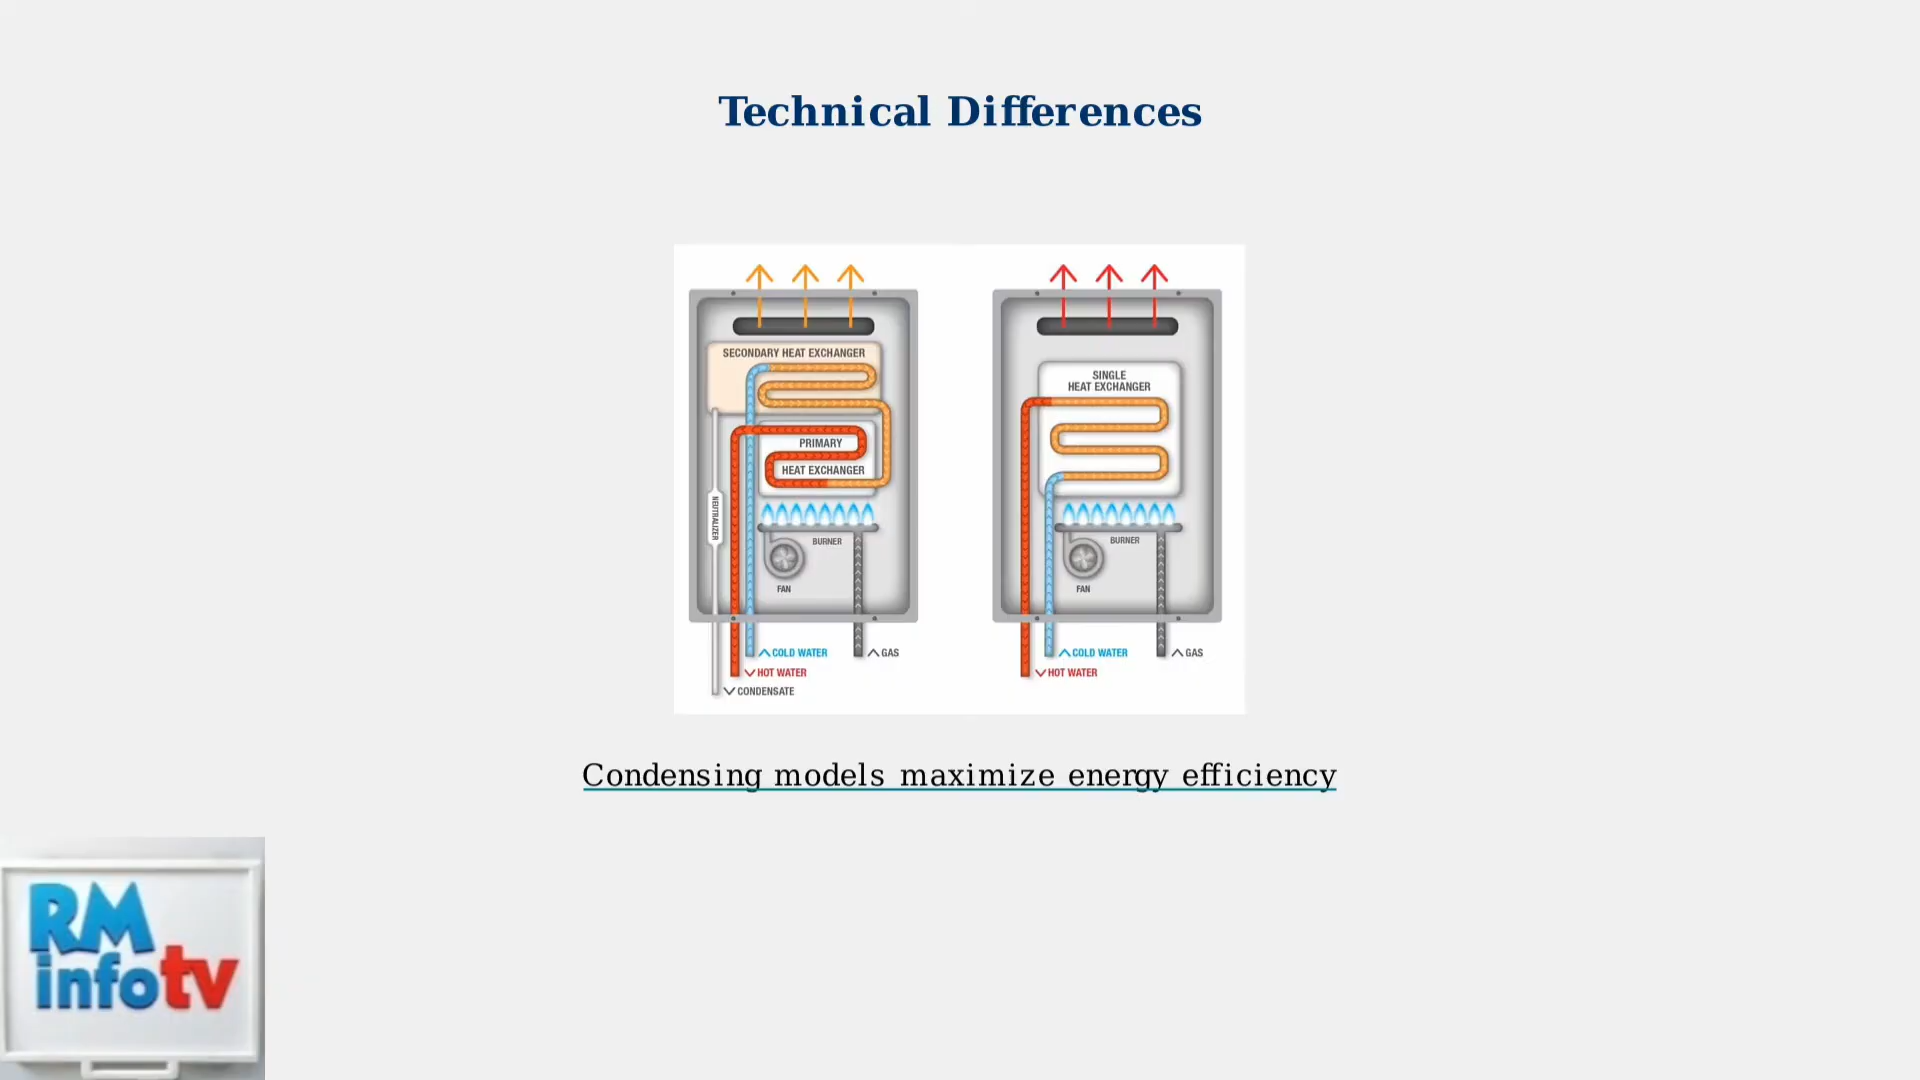 Technical Differences
SECONDARY HEAT EXCHANGER
PRIMARY
HEAT EXCHANGER
NEUTRALIZER
BURNER
FAN
COLD WATER
GAS
HOT WATER
CONDENSATE
SINGLE
HEAT EXCHANGER
BURNER
FAN
COLD WATER
GAS
HOT WATER
Condensing models maximize energy efficiency
RM
infotv